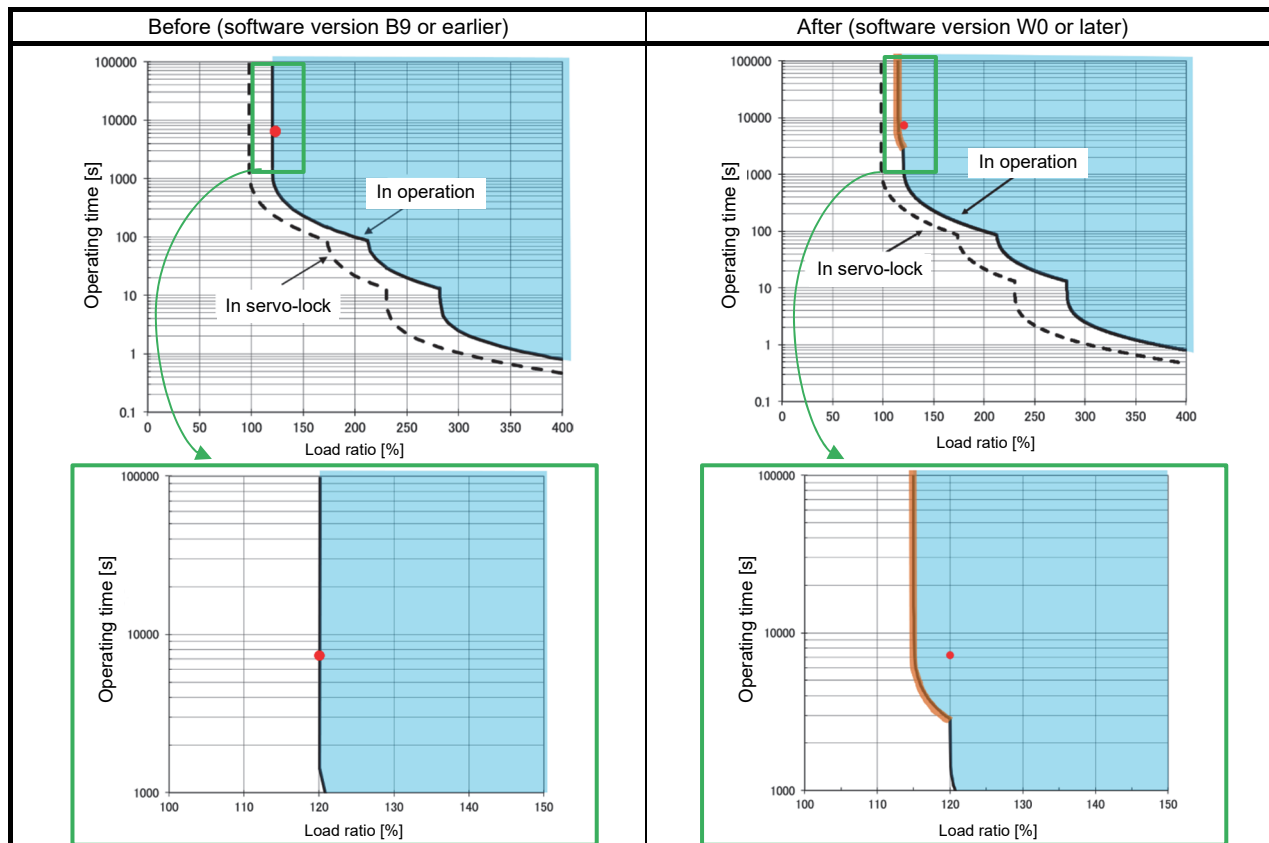 Before (software version B9 or earlier)
After (software version W0 or later)
Operating time [s]
100000
10000
1000
100
10
1
0.1
In operation
In servo-lock
0 50 100 150 200 250 300 350 400
Load ratio [%]
Operating time [s]
100000
10000
1000
100
10
1
0.1
In operation
In servo-lock
0 50 100 150 200 250 300 350 400
Load ratio [%]
Operating time [s]
100000
10000
1000
100 110 120 130 140 150
Load ratio [%]
Operating time [s]
100000
10000
1000
100 110 120 130 140 150
Load ratio [%]